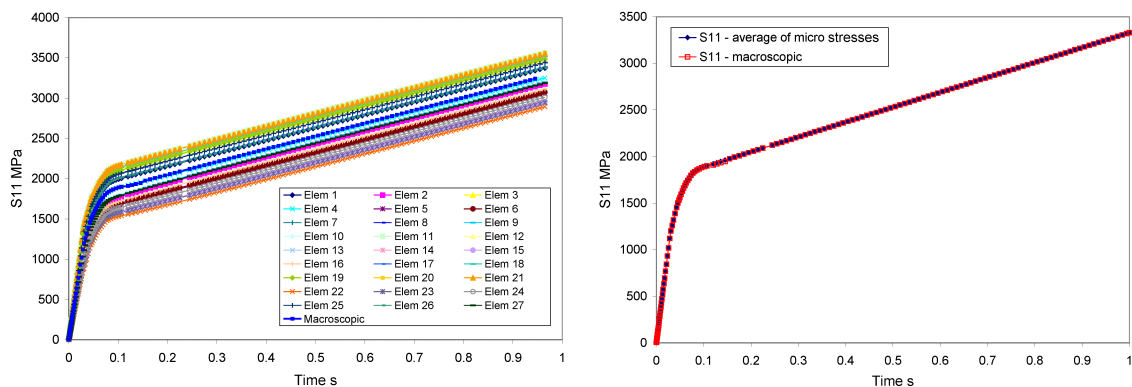 4000
3500
3000
2500
2000
1500
1000
500
0
S11 MPa
0 0.1 0.2 0.3 0.4 0.5 0.6 0.7 0.8 0.9 1
Time s
Elem 1 Elem 2 Elem 3
Elem 4 Elem 5 Elem 6
Elem 7 Elem 8 Elem 9
Elem 10 Elem 11 Elem 12
Elem 13 Elem 14 Elem 15
Elem 16 Elem 17 Elem 18
Elem 19 Elem 20 Elem 21
Elem 22 Elem 23 Elem 24
Elem 25 Elem 26 Elem 27
Macroscopic
3500
3000
2500
2000
1500
1000
500
0
S11 MPa
0 0.1 0.2 0.3 0.4 0.5 0.6 0.7 0.8 0.9 1
Time s
S11 - average of micro stresses
S11 - macroscopic